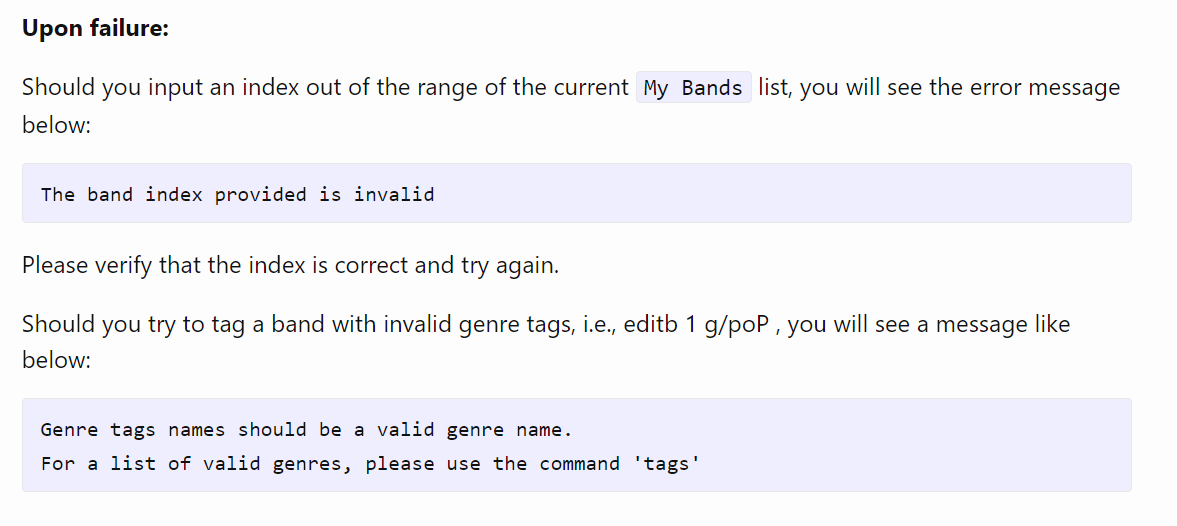 Upon failure:
Should you input an index out of the range of the current My Bands list, you will see the error message
below:
The band index provided is invalid
Please verify that the index is correct and try again.
Should you try to tag a band with invalid genre tags, i.e., editb 1 g/poP , you will see a message like
below:
Genre tags names should be a valid genre name.
For a list of valid genres, please use the command 'tags'